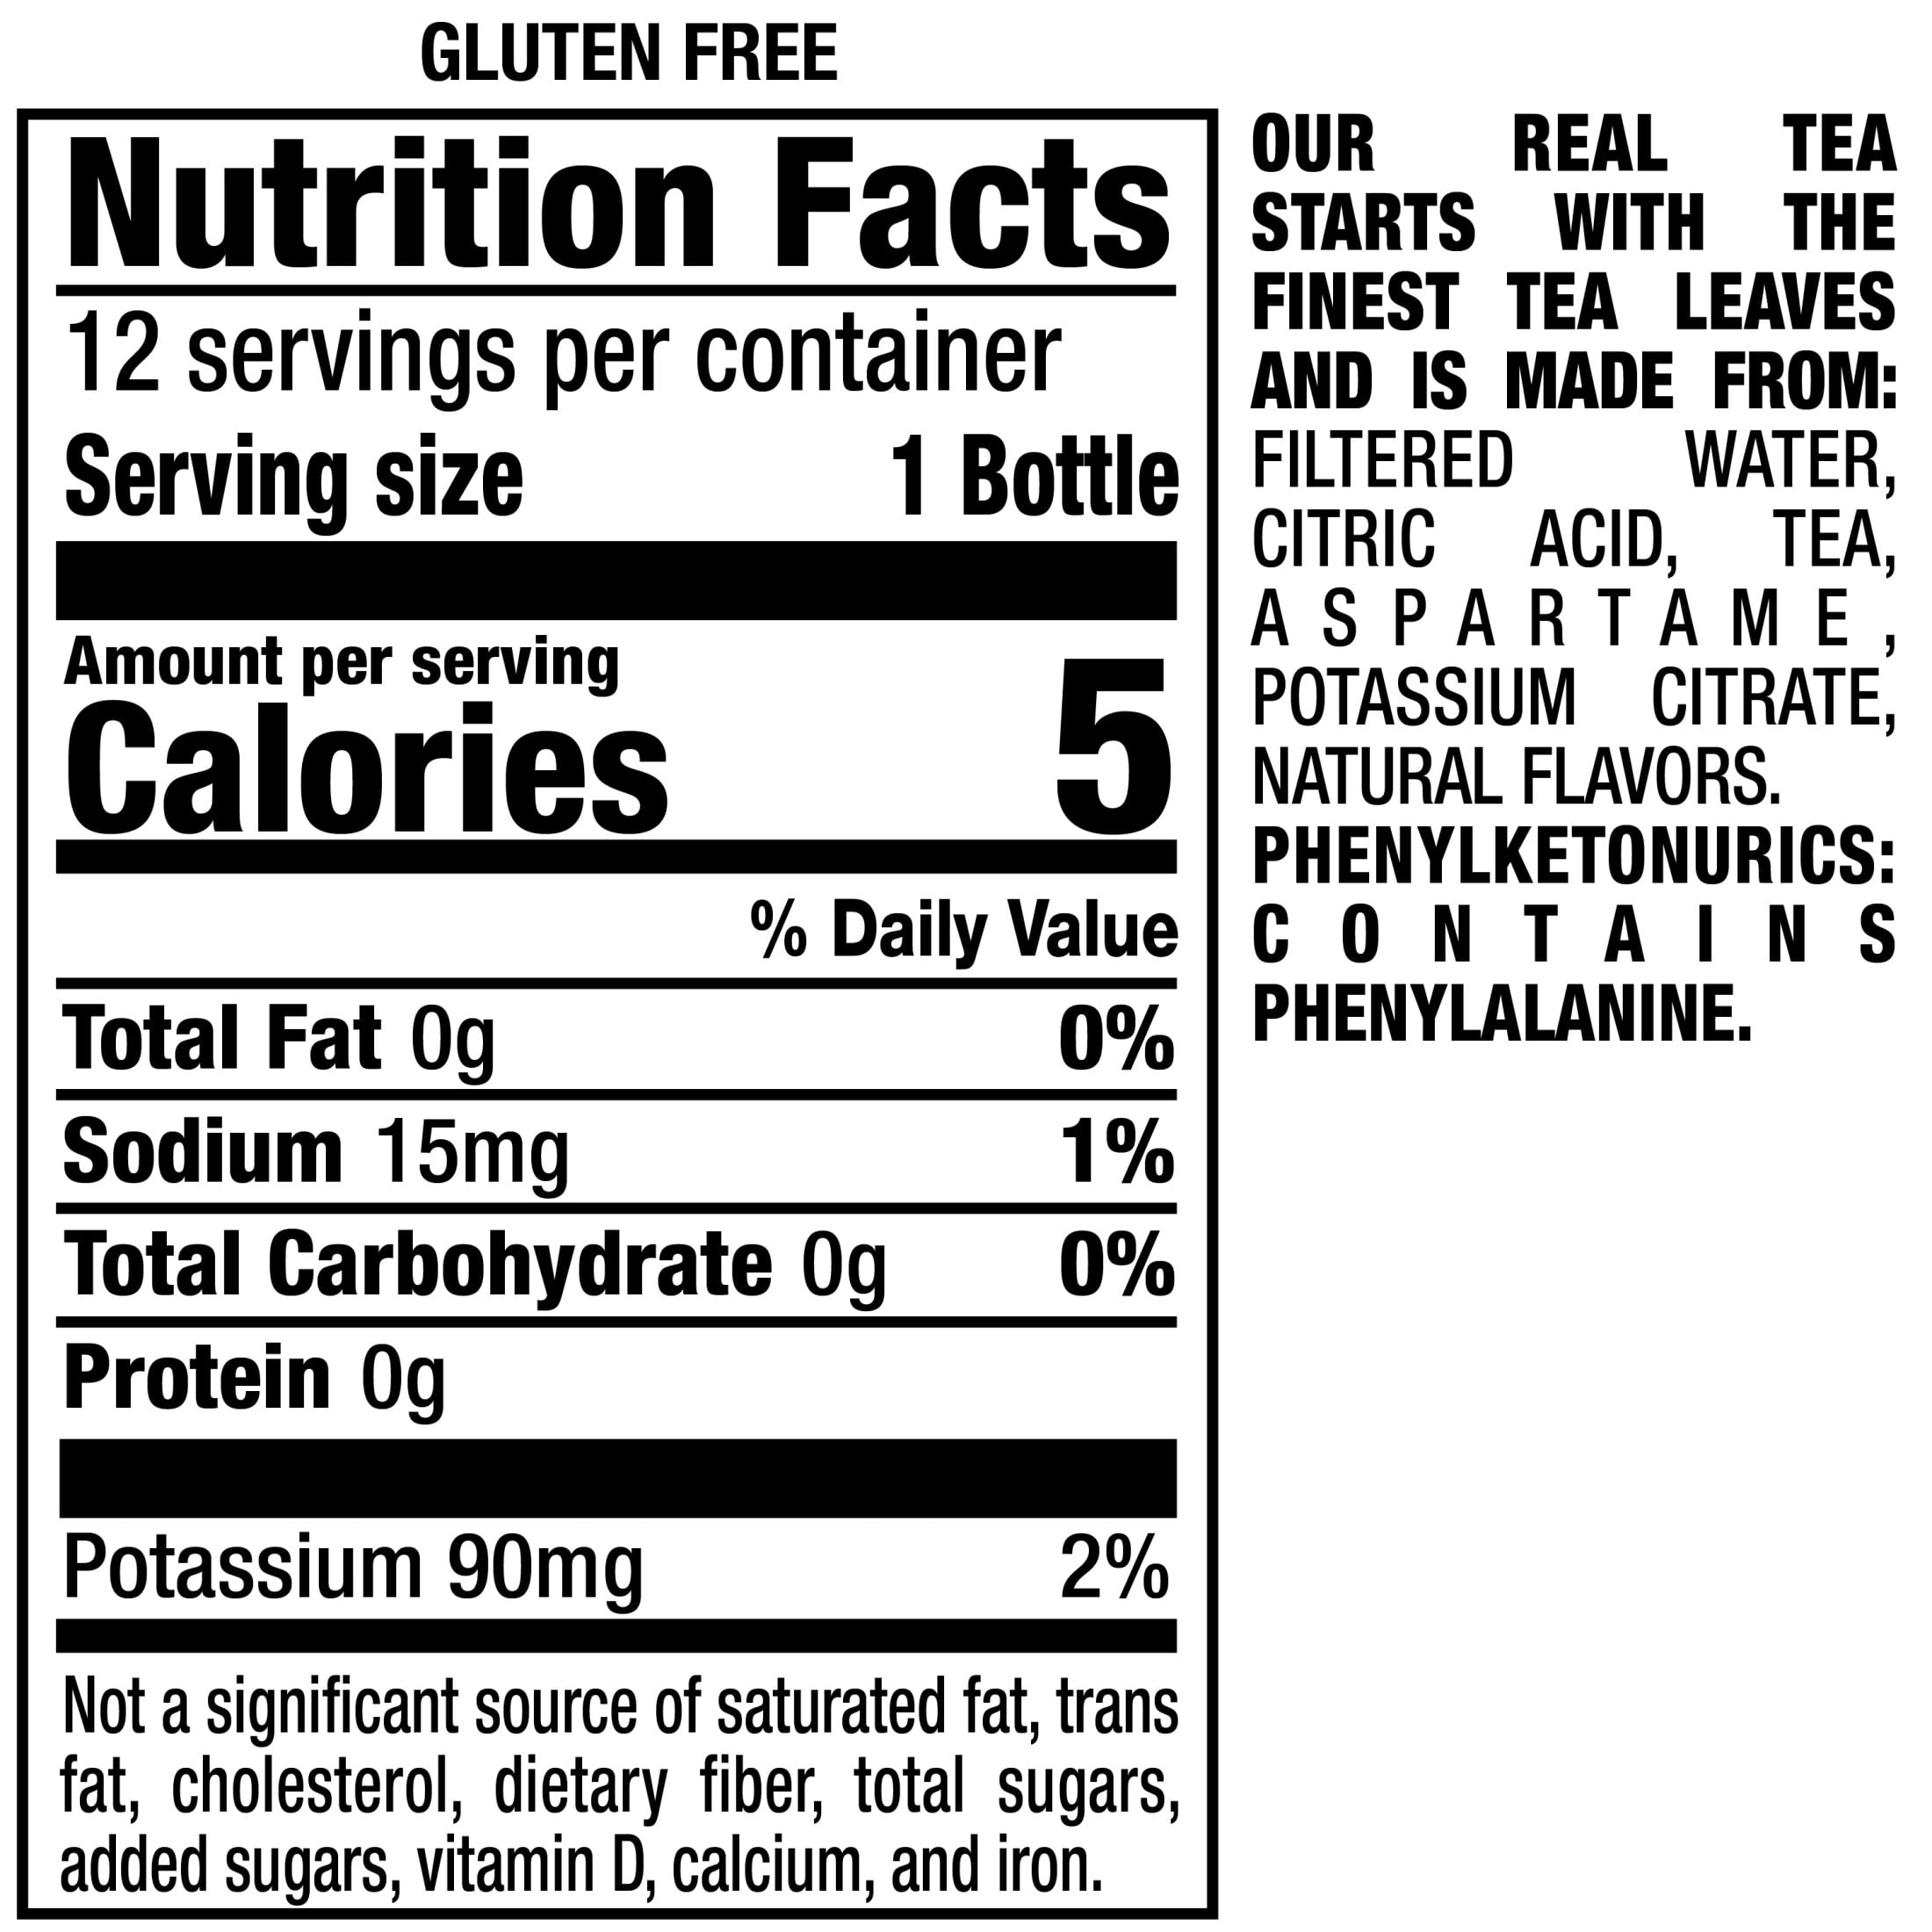 GLUTEN FREE
Nutrition Facts
12 servings per container
Serving size 1 Bottle
Amount per serving
Calories 5
% Daily Value
Total Fat 0g 0%
Sodium 15mg 1%
Total Carbohydrate 0g 0%
Protein 0g
Potassium 90mg 2%
Not a significant source of saturated fat, trans
fat, cholesterol, dietary fiber, total sugars,
added sugars, vitamin D, calcium, and iron.
OUR REAL TEA
STARTS WITH THE
FINEST TEA LEAVES
AND IS MADE FROM:
FILTERED WATER,
CITRIC ACID, TEA,
ASPARTAME,
POTASSIUM CITRATE,
NATURAL FLAVORS.
PHENYLKETONURICS:
CONTAINS
PHENYLALANINE.